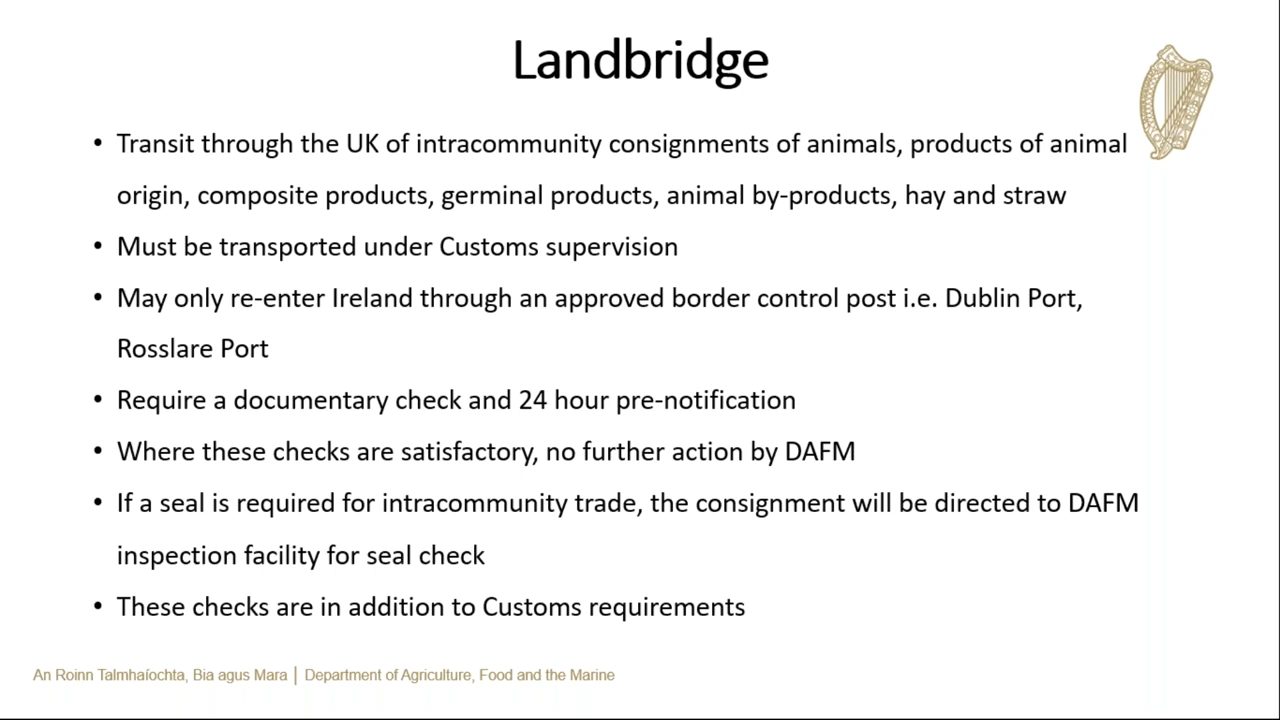 Landbridge
• Transit through the UK of intracommunity consignments of animals, products of animal
origin, composite products, germinal products, animal by-products, hay and straw
• Must be transported under Customs supervision
• May only re-enter Ireland through an approved border control post i.e. Dublin Port,
Rosslare Port
• Require a documentary check and 24 hour pre-notification
• Where these checks are satisfactory, no further action by DAFM
• If a seal is required for intracommunity trade, the consignment will be directed to DAFM
inspection facility for seal check
• These checks are in addition to Customs requirements
An Roinn Talmhaíochta, Bia agus Mara | Department of Agriculture, Food and the Marine